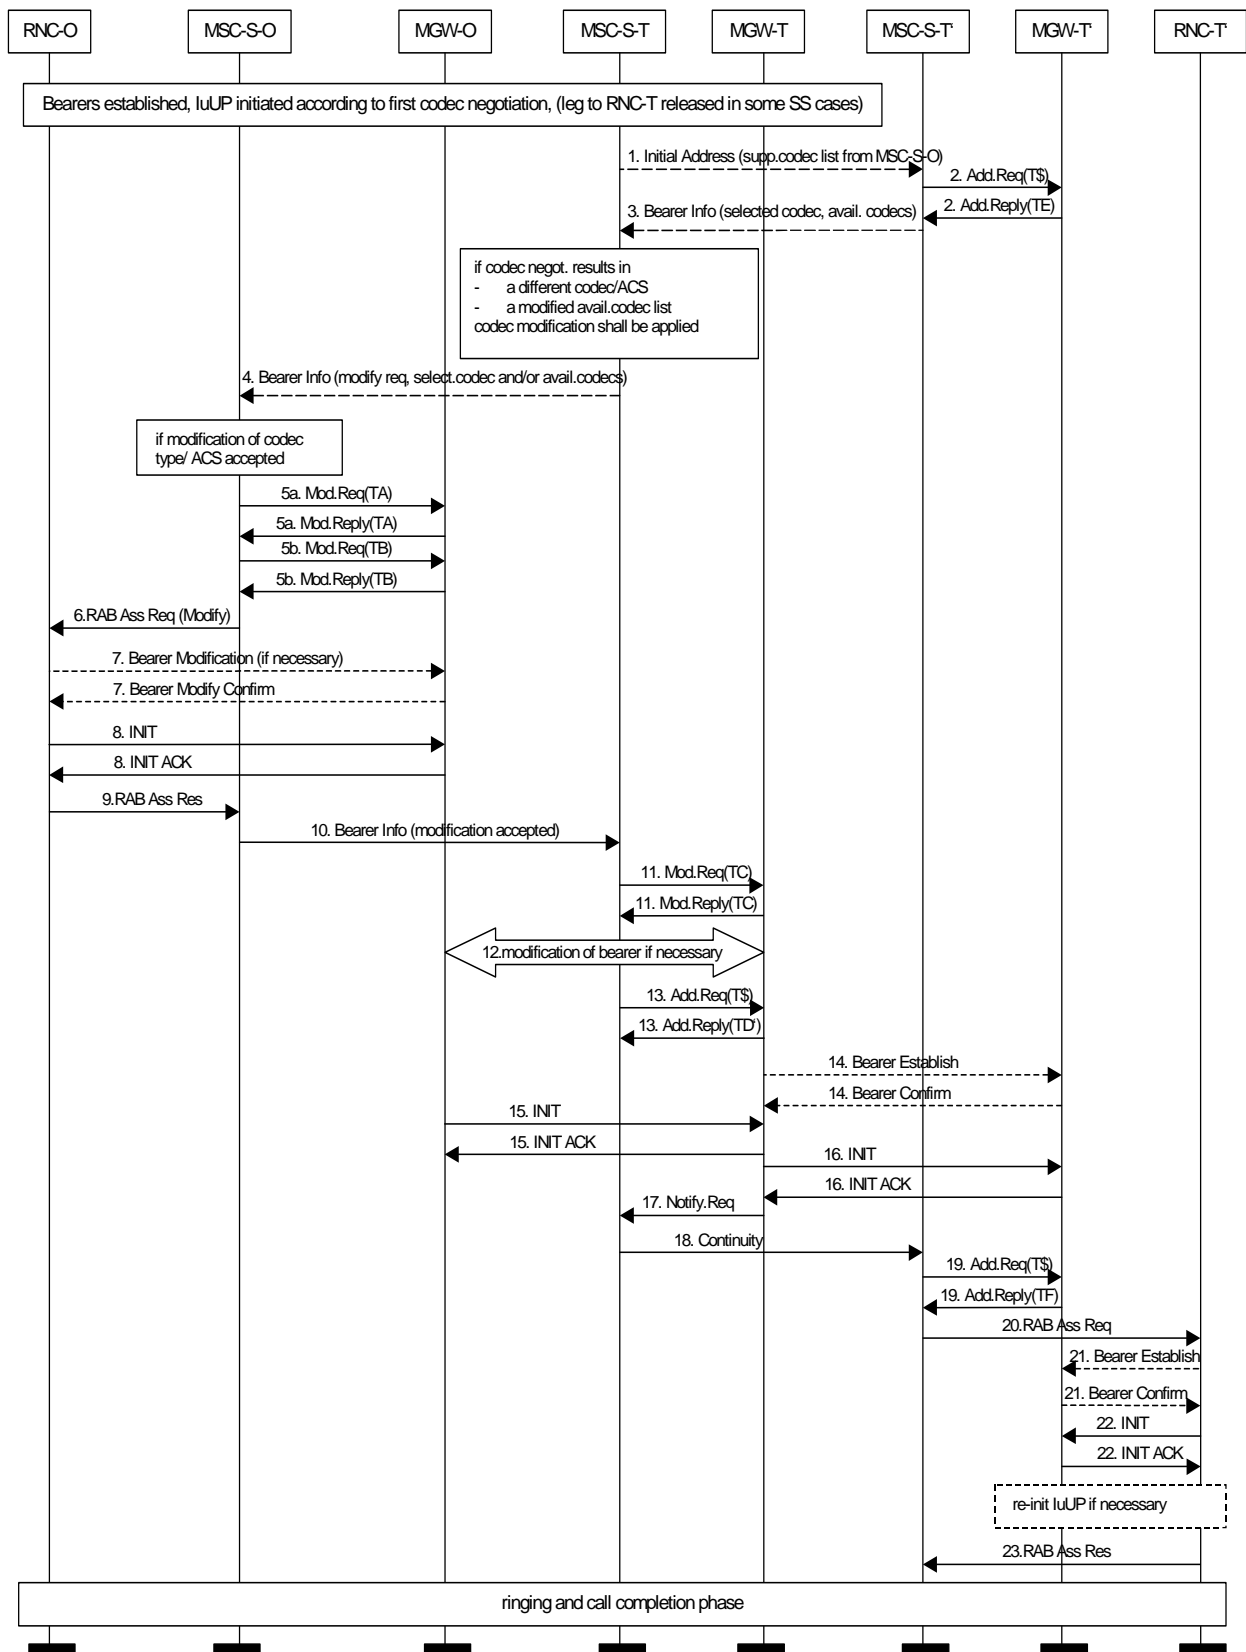 RNC-O MSC-S-O MGW-O MSC-S-T MGW-T MSC-S-T' MGW-T' RNC-T'
Bearers established, IuUP initiated according to first codec negotiation, (leg to RNC-T released in some SS cases)
1. Initial Address (supp.codec list from MSC-S-O)
2. Add.Req(T$)
2. Add.Reply(TE)
3. Bearer Info (selected codec, avail. codecs)
if codec negot. results in
- a different codec/ACS
- a modified avail.codec list
codec modification shall be applied
4. Bearer Info (modify req, select.codec and/or avail.codecs)
if modification of codec
type/ ACS accepted
5a. Mod.Req(TA)
5a. Mod.Reply(TA)
5b. Mod.Req(TB)
5b. Mod.Reply(TB)
6.RAB Ass Req (Modify)
7. Bearer Modification (if necessary)
7. Bearer Modify Confirm
8. INIT
8. INIT ACK
9.RAB Ass Res
10. Bearer Info (modification accepted)
11. Mod.Req(TC)
11. Mod.Reply(TC)
12.modification of bearer if necessary
13. Add.Req(T$)
13. Add.Reply(TD')
14. Bearer Establish
14. Bearer Confirm
15. INIT
15. INIT ACK
16. INIT
16. INIT ACK
17. Notify.Req
18. Continuity
19. Add.Req(T$)
19. Add.Reply(TF)
20.RAB Ass Req
21. Bearer Establish
21. Bearer Confirm
22. INIT
22. INIT ACK
re-init IuUP if necessary
23.RAB Ass Res
ringing and call completion phase